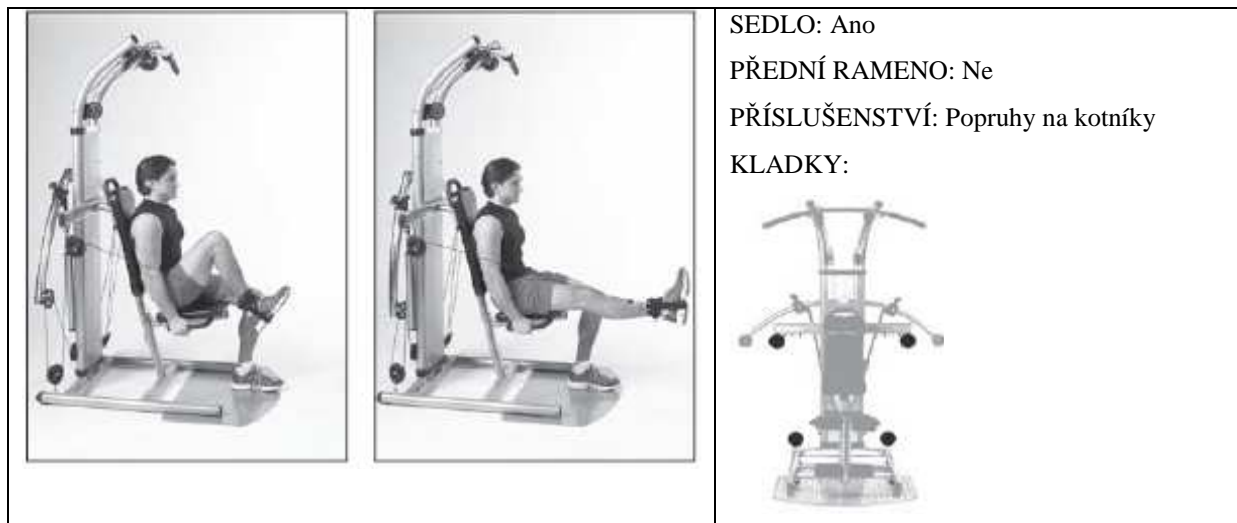 SEDLO: Ano
PŘEDNÍ RAMENO: Ne
PŘÍSLUŠENSTVÍ: Popruhy na kotníky
KLADKY: